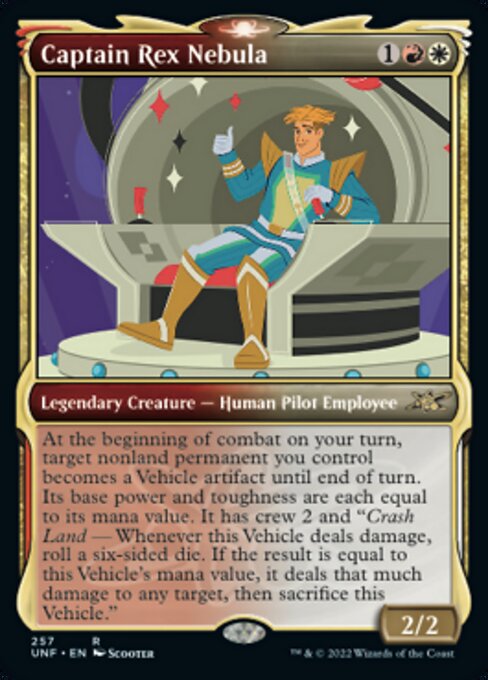 Captain Rex Nebula 1
Legendary Creature — Human Pilot Employee
At the beginning of combat on your turn,
target nonland permanent you control
becomes a Vehicle artifact until end of turn.
Its base power and toughness are each equal
to its mana value. It has crew 2 and “Crash
Land — Whenever this Vehicle deals damage,
roll a six-sided die. If the result is equal to
this Vehicle’s mana value, it deals that much
damage to any target, then sacrifice this
Vehicle.”
2/2
257 R
UNF • EN Scooter
™ & © 2022 Wizards of the Coast